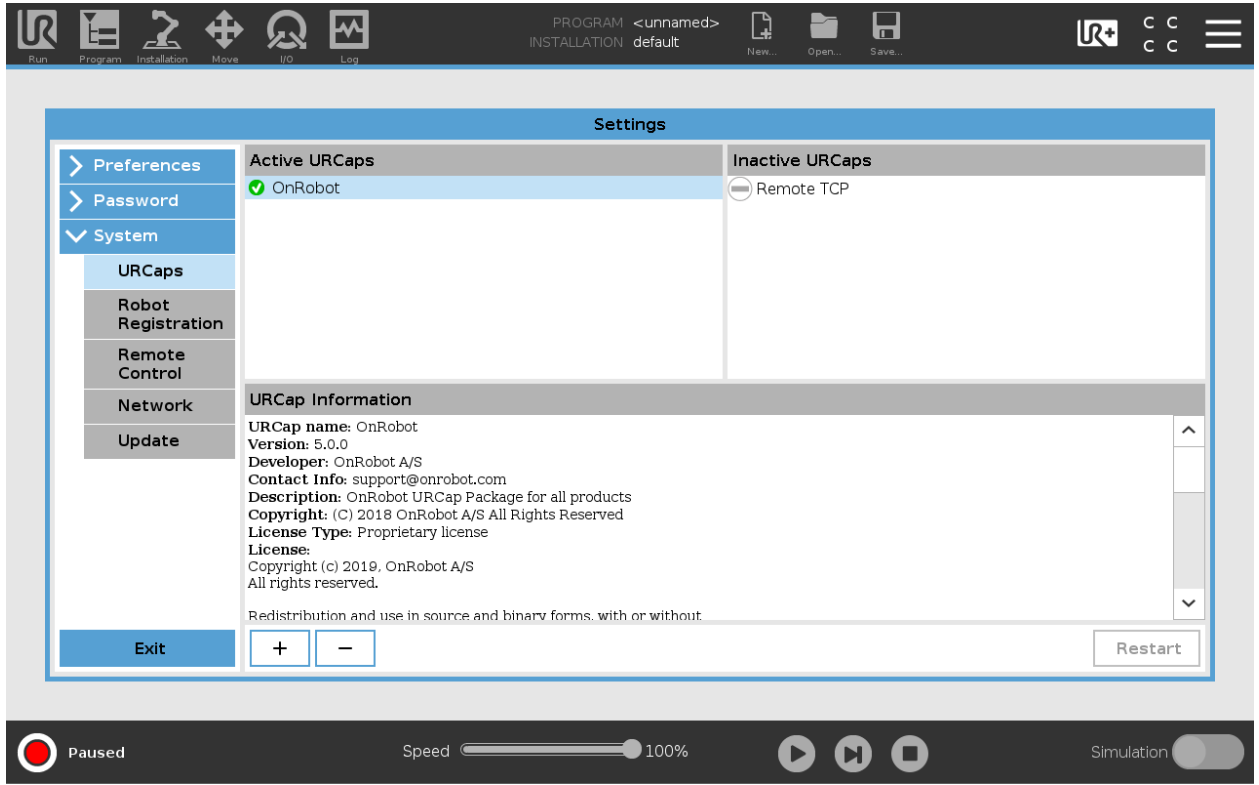 PROGRAM <unnamed>
INSTALLATION default
UR+
C C
C C
Run
Program
Installation
Move
I/O
Log
New...
Open...
Save...
Settings
Preferences
Password
System
URCaps
Robot
Registration
Remote
Control
Network
Update
Exit
Active URCaps
OnRobot
Inactive URCaps
Remote TCP
URCap Information
URCap name: OnRobot
Version: 5.0.0
Developer: OnRobot A/S
Contact Info: support@onrobot.com
Description: OnRobot URCap Package for all products
Copyright: (C) 2018 OnRobot A/S All Rights Reserved
License Type: Proprietary license
License:
Copyright (c) 2019, OnRobot A/S
All rights reserved.
Redistribution and use in source and binary forms, with or without
+
−
Restart
Paused
Speed
100%
Simulation